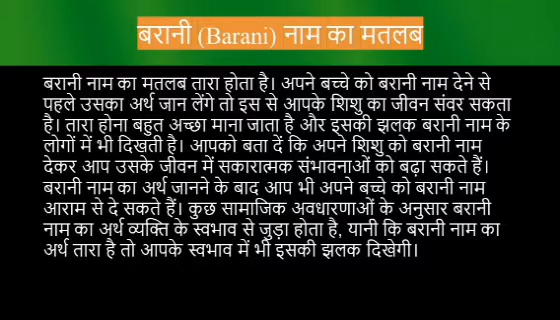 बरानी (Barani) नाम का मतलब
बरानी नाम का मतलब तारा होता है। अपने बच्चे को बरानी नाम देने से
पहले उसका अर्थ जान लेंगे तो इस से आपके शिशु का जीवन संवर सकता
है। तारा होना बहुत अच्छा माना जाता है और इसकी झलक बरानी नाम के
लोगों में भी दिखती है। आपको बता दें कि अपने शिशु को बरानी नाम
देकर आप उसके जीवन में सकारात्मक संभावनाओं को बढ़ा सकते हैं।
बरानी नाम का अर्थ जानने के बाद आप भी अपने बच्चे को बरानी नाम
आराम से दे सकते हैं। कुछ सामाजिक अवधारणाओं के अनुसार बरानी
नाम का अर्थ व्यक्ति के स्वभाव से जुड़ा होता है, यानी कि बरानी नाम का
अर्थ तारा है तो आपके स्वभाव में भी इसकी झलक दिखेगी।